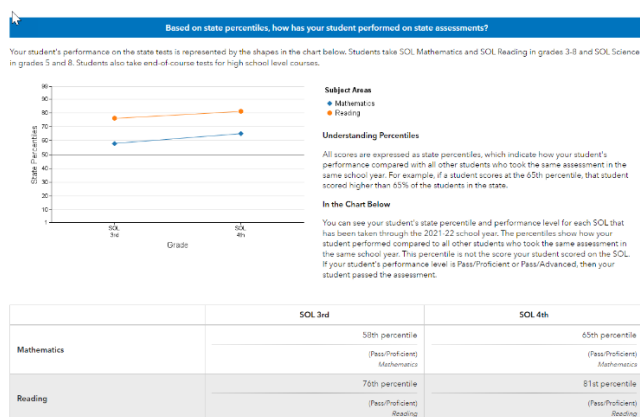 Based on state percentiles, how has your student performed on state assessments?
Your student's performance on the state tests is represented by the shapes in the chart below. Students take SOL Mathematics and SOL Reading in grades 3-8 and SOL Science
in grades 5 and 8. Students also take end-of-course tests for high school level courses.
Subject Areas
Mathematics
Reading
Understanding Percentiles
All scores are expressed as state percentiles, which indicate how your student's
performance compared with all other students who took the same assessment in the
same school year. For example, if a student scores at the 65th percentile, that student
scored higher than 65% of the students in the state.
In the Chart Below
You can see your student's state percentile and performance level for each SOL that
has been taken through the 2021-22 school year. The percentiles show how your
student performed compared to all other students who took the same assessment in
the same school year. This percentile is not the score your student scored on the SOL.
If your student's performance level is Pass/Proficient or Pass/Advanced, then your
student passed the assessment.
State Percentiles
99
90
80
70
60
50
40
30
20
10
1
SOL SOL
3rd 4th
Grade
SOL 3rd SOL 4th
Mathematics
58th percentile 65th percentile
(Pass/Proficient) (Pass/Proficient)
Mathematics Mathematics
Reading
76th percentile 81st percentile
(Pass/Proficient) (Pass/Proficient)
Reading Reading